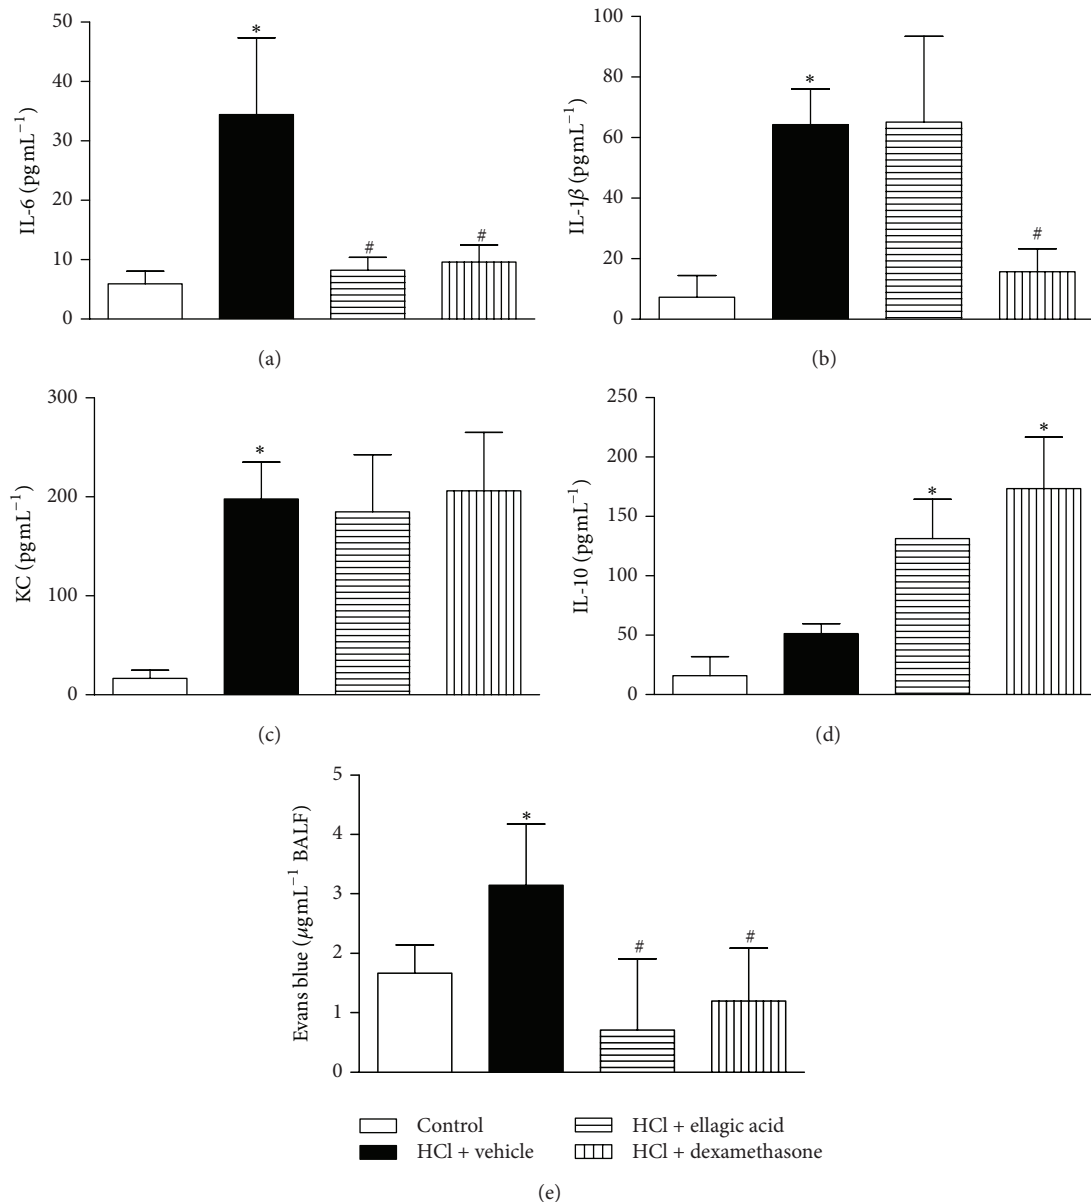 50
40
30
20
10
0
IL-6 (pg mL⁻¹)
*
#
#
(a)
100
80
60
40
20
0
IL-1β (pg mL⁻¹)
*
#
(b)
300
200
100
0
KC (pg mL⁻¹)
*
(c)
250
200
150
100
50
0
IL-10 (pg mL⁻¹)
*
*
(d)
5
4
3
2
1
0
Evans blue (μg mL⁻¹ BALF)
*
#
#
Control
HCl + vehicle
HCl + ellagic acid
HCl + dexamethasone
(e)